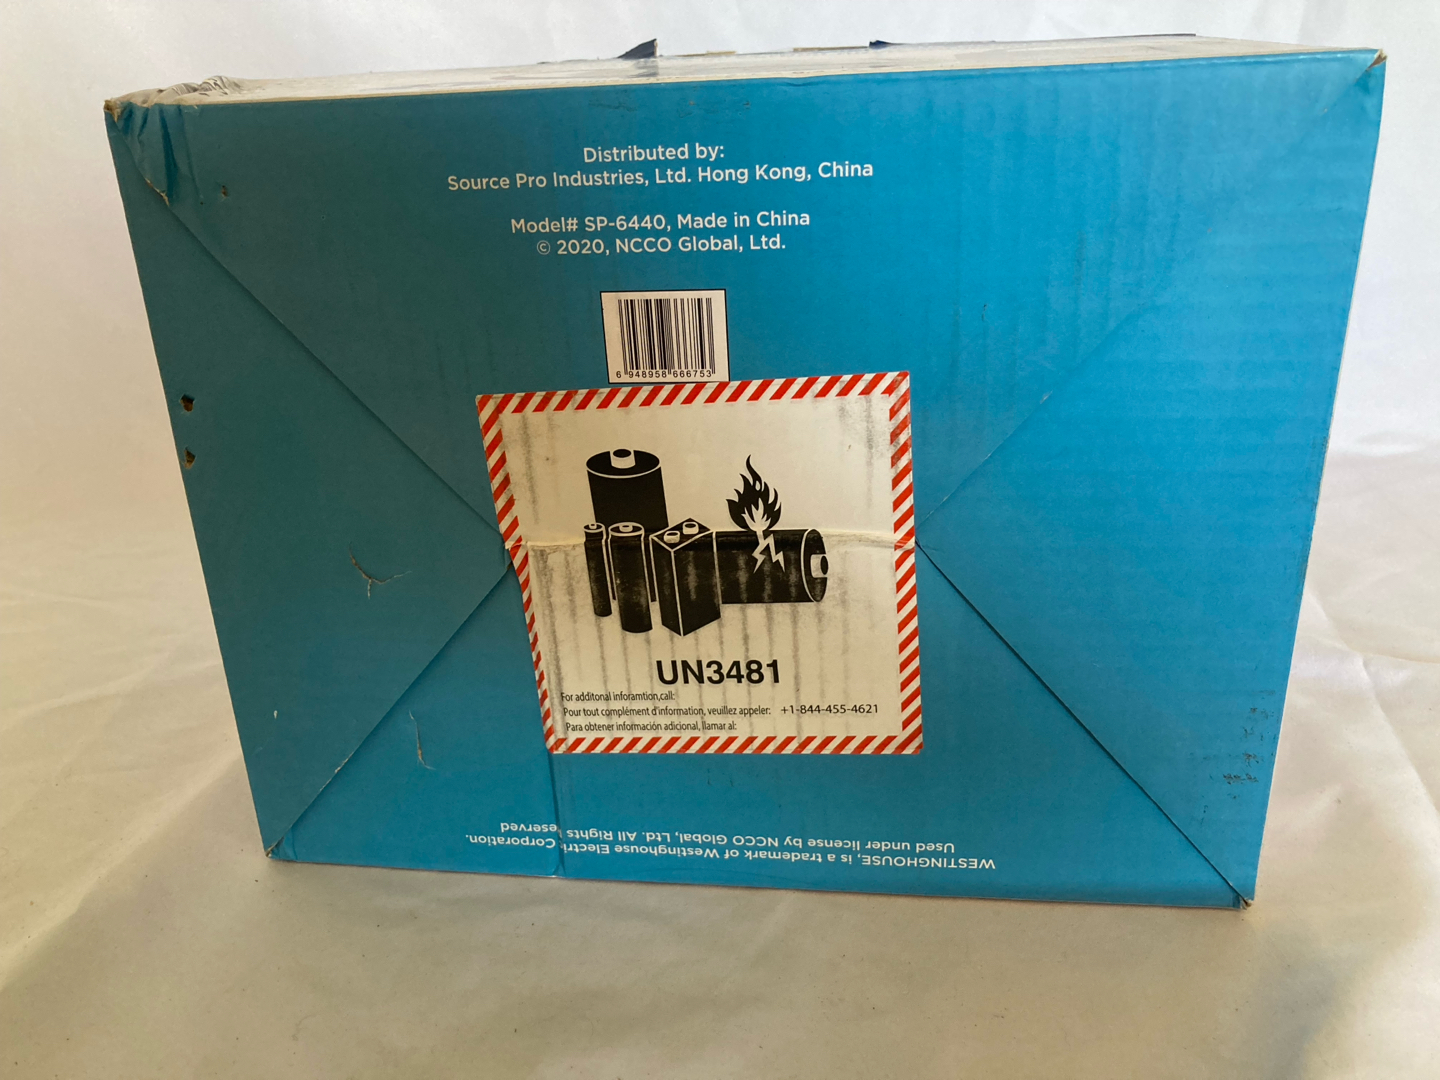 Distributed by:
Source Pro Industries, Ltd. Hong Kong, China
Model# SP-6440, Made in China
© 2020, NCCO Global, Ltd.
6 948958 666753
UN3481
For additonal inforamtion,call:
Pour tout complément d'information, veuillez appeler: +1-844-455-4621
Para obtener información adicional, llamar al:
WESTINGHOUSE, is a trademark of Westinghouse Electric Corporation.
Used under license by NCCO Global, Ltd. All Rights Reserved